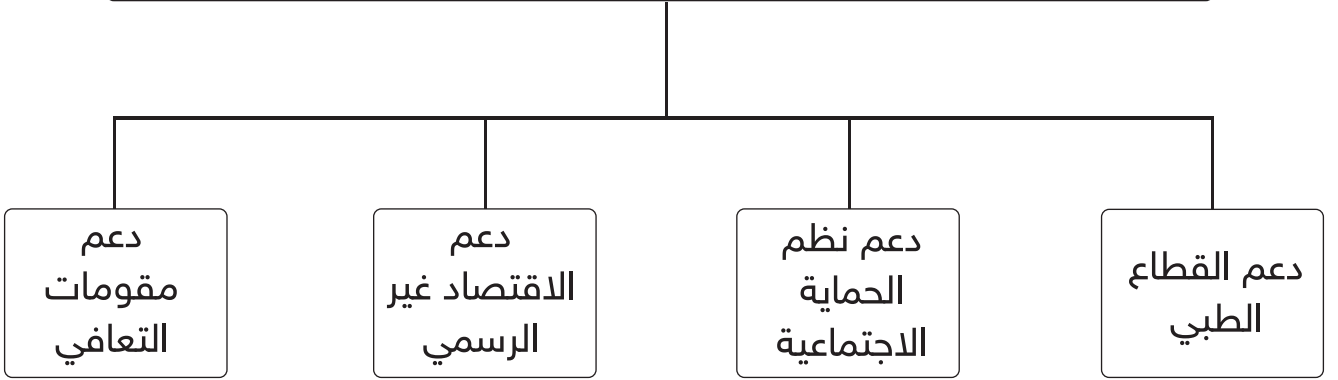 دعم القطاع
الطبي
دعم نظم
الحماية
الاجتماعية
دعم
الاقتصاد غير
الرسمي
دعم
مقومات
التعافي